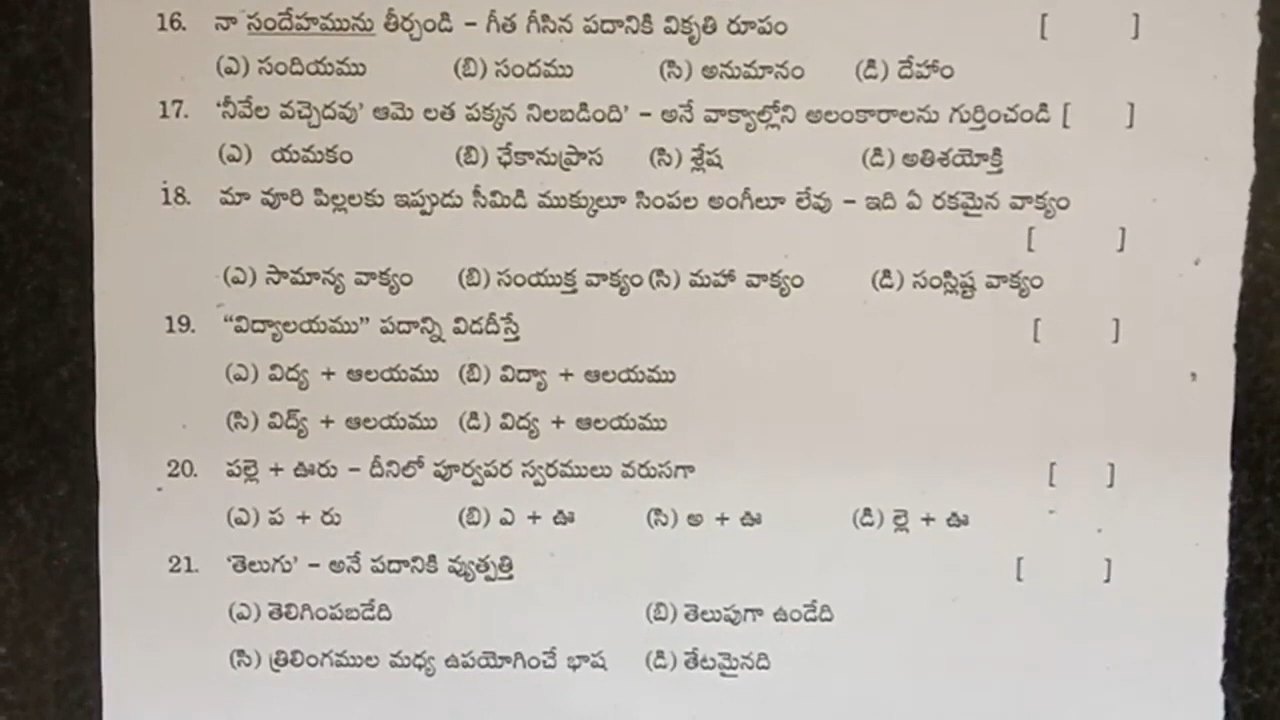 16. నా సందేహమును తీర్చండి – గీత గీసిన పదానికి వికృతి రూపం [ ]
(ఎ) సందియము (బి) సందము (సి) అనుమానం (డి) దేహాం
17. ‘నీవేల వచ్చెదవు’ ఆమె లత పక్కన నిలబడింది’ – అనే వాక్యాల్లోని అలంకారాలను గుర్తించండి [ ]
(ఎ) యమకం (బి) ఛేకానుప్రాస (సి) శ్లేష (డి) అతిశయోక్తి
18. మా వూరి పిల్లలకు ఇప్పుడు సీమిడి ముక్కులూ సింపల అంగీలూ లేవు – ఇది ఏ రకమైన వాక్యం
[ ]
(ఎ) సామాన్య వాక్యం (బి) సంయుక్త వాక్యం (సి) మహా వాక్యం (డి) సంస్లిష్ట వాక్యం
19. “విద్యాలయము” పదాన్ని విడదీస్తే [ ]
(ఎ) విద్య + ఆలయము (బి) విద్యా + ఆలయము
(సి) విద్య్ + ఆలయము (డి) విద్య + ఆలయము
20. పల్లె + ఊరు – దీనిలో పూర్వపర స్వరములు వరుసగా [ ]
(ఎ) ప + రు (బి) ఎ + ఊ (సి) అ + ఊ (డి) ల్లె + ఊ
21. ‘తెలుగు’ – అనే పదానికి వ్యుత్పత్తి [ ]
(ఎ) తెలిగింపబడేది (బి) తెలుపుగా ఉండేది
(సి) త్రిలింగముల మధ్య ఉపయోగించే భాష (డి) తేటమైనది